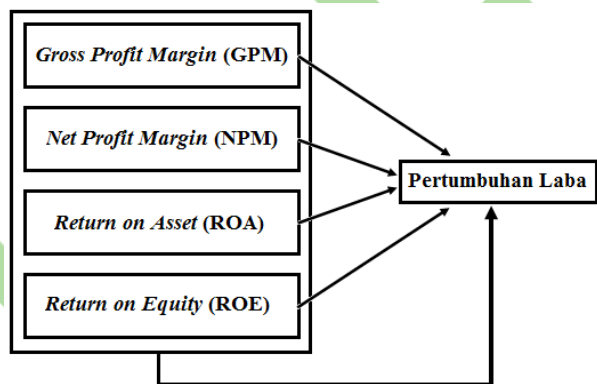 Gross Profit Margin (GPM)
Net Profit Margin (NPM)
Pertumbuhan Laba
Return on Asset (ROA)
Return on Equity (ROE)